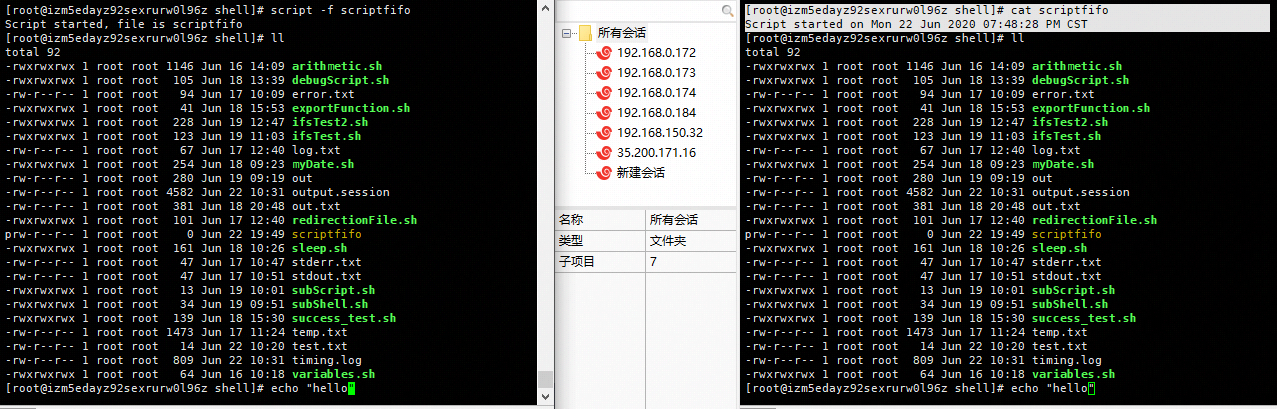 [root@izm5edayz92sexrurw0l96z shell]# script -f scriptfifo
Script started, file is scriptfifo
[root@izm5edayz92sexrurw0l96z shell]# ll
total 92
-rwxrwxrwx 1 root root 1146 Jun 16 14:09 arithmetic.sh
-rwxrwxrwx 1 root root  105 Jun 18 13:39 debugScript.sh
-rw-r--r-- 1 root root   94 Jun 17 10:09 error.txt
-rwxrwxrwx 1 root root   41 Jun 18 15:53 exportFunction.sh
-rwxrwxrwx 1 root root  228 Jun 19 12:47 ifsTest2.sh
-rwxrwxrwx 1 root root  123 Jun 19 11:03 ifsTest.sh
-rw-r--r-- 1 root root   67 Jun 17 12:40 log.txt
-rwxrwxrwx 1 root root  254 Jun 18 09:23 myDate.sh
-rw-r--r-- 1 root root  280 Jun 19 09:19 out
-rw-r--r-- 1 root root 4582 Jun 22 10:31 output.session
-rw-r--r-- 1 root root  381 Jun 18 20:48 out.txt
-rwxrwxrwx 1 root root  101 Jun 17 12:40 redirectionFile.sh
prw-r--r-- 1 root root    0 Jun 22 19:49 scriptfifo
-rwxrwxrwx 1 root root  161 Jun 18 10:26 sleep.sh
-rw-r--r-- 1 root root   47 Jun 17 10:47 stderr.txt
-rw-r--r-- 1 root root   47 Jun 17 10:51 stdout.txt
-rwxrwxrwx 1 root root   13 Jun 19 10:01 subScript.sh
-rwxrwxrwx 1 root root   34 Jun 19 09:51 subShell.sh
-rwxrwxrwx 1 root root  139 Jun 18 15:30 success_test.sh
-rw-r--r-- 1 root root 1473 Jun 17 11:24 temp.txt
-rw-r--r-- 1 root root   14 Jun 22 10:20 test.txt
-rw-r--r-- 1 root root  809 Jun 22 10:31 timing.log
-rwxrwxrwx 1 root root   64 Jun 16 10:18 variables.sh
[root@izm5edayz92sexrurw0l96z shell]# echo "hello"
所有会话
192.168.0.172
192.168.0.173
192.168.0.174
192.168.0.184
192.168.150.32
35.200.171.16
新建会话
名称 所有会话
类型 文件夹
子项目 7
[root@izm5edayz92sexrurw0l96z shell]# cat scriptfifo
Script started on Mon 22 Jun 2020 07:48:28 PM CST
[root@izm5edayz92sexrurw0l96z shell]# ll
total 92
-rwxrwxrwx 1 root root 1146 Jun 16 14:09 arithmetic.sh
-rwxrwxrwx 1 root root  105 Jun 18 13:39 debugScript.sh
-rw-r--r-- 1 root root   94 Jun 17 10:09 error.txt
-rwxrwxrwx 1 root root   41 Jun 18 15:53 exportFunction.sh
-rwxrwxrwx 1 root root  228 Jun 19 12:47 ifsTest2.sh
-rwxrwxrwx 1 root root  123 Jun 19 11:03 ifsTest.sh
-rw-r--r-- 1 root root   67 Jun 17 12:40 log.txt
-rwxrwxrwx 1 root root  254 Jun 18 09:23 myDate.sh
-rw-r--r-- 1 root root  280 Jun 19 09:19 out
-rw-r--r-- 1 root root 4582 Jun 22 10:31 output.session
-rw-r--r-- 1 root root  381 Jun 18 20:48 out.txt
-rwxrwxrwx 1 root root  101 Jun 17 12:40 redirectionFile.sh
prw-r--r-- 1 root root    0 Jun 22 19:49 scriptfifo
-rwxrwxrwx 1 root root  161 Jun 18 10:26 sleep.sh
-rw-r--r-- 1 root root   47 Jun 17 10:47 stderr.txt
-rw-r--r-- 1 root root   47 Jun 17 10:51 stdout.txt
-rwxrwxrwx 1 root root   13 Jun 19 10:01 subScript.sh
-rwxrwxrwx 1 root root   34 Jun 19 09:51 subShell.sh
-rwxrwxrwx 1 root root  139 Jun 18 15:30 success_test.sh
-rw-r--r-- 1 root root 1473 Jun 17 11:24 temp.txt
-rw-r--r-- 1 root root   14 Jun 22 10:20 test.txt
-rw-r--r-- 1 root root  809 Jun 22 10:31 timing.log
-rwxrwxrwx 1 root root   64 Jun 16 10:18 variables.sh
[root@izm5edayz92sexrurw0l96z shell]# echo "hello"